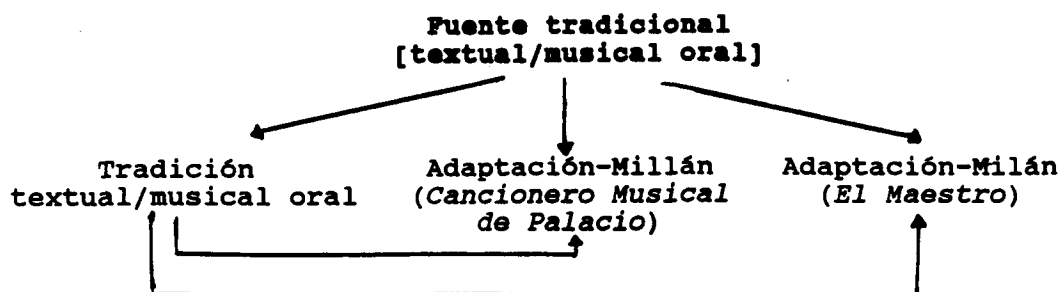 Fuente tradicional
[textual/musical oral]
Tradición
textual/musical oral
Adaptación-Millán
(Cancionero Musical
de Palacio)
Adaptación-Milán
(El Maestro)